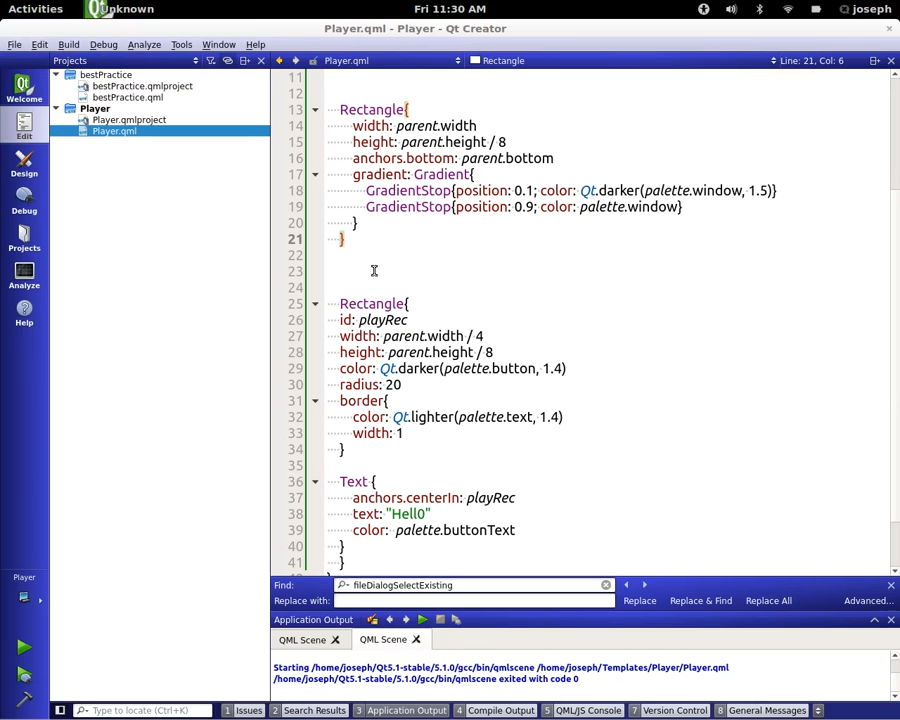 Activities
Unknown
Fri 11:30 AM
joseph
Player.qml - Player - Qt Creator
File Edit Build Debug Analyze Tools Window Help
Projects
Player.qml
Rectangle
Line: 21, Col: 6
Welcome
Edit
Design
Debug
Projects
Analyze
Help
Player
bestPractice
bestPractice.qmlproject
bestPractice.qml
Player
Player.qmlproject
Player.qml
11
12
13 Rectangle{
14 width: parent.width
15 height: parent.height / 8
16 anchors.bottom: parent.bottom
17 gradient: Gradient{
18 GradientStop{position: 0.1; color: Qt.darker(palette.window, 1.5)}
19 GradientStop{position: 0.9; color: palette.window}
20 }
21 }
22
23
24
25 Rectangle{
26 id: playRec
27 width: parent.width / 4
28 height: parent.height / 8
29 color: Qt.darker(palette.button, 1.4)
30 radius: 20
31 border{
32 color: Qt.lighter(palette.text, 1.4)
33 width: 1
34 }
35
36 Text {
37 anchors.centerIn: playRec
38 text: "Hell0"
39 color: palette.buttonText
40 }
41 }
Find: fileDialogSelectExisting
Replace with: Replace Replace & Find Replace All Advanced...
Application Output
QML Scene QML Scene
Starting /home/joseph/Qt5.1-stable/5.1.0/gcc/bin/qmlscene /home/joseph/Templates/Player/Player.qml
/home/joseph/Qt5.1-stable/5.1.0/gcc/bin/qmlscene exited with code 0
Type to locate (Ctrl+K) 1 Issues 2 Search Results 3 Application Output 4 Compile Output 5 QML/JS Console 7 Version Control 8 General Messages